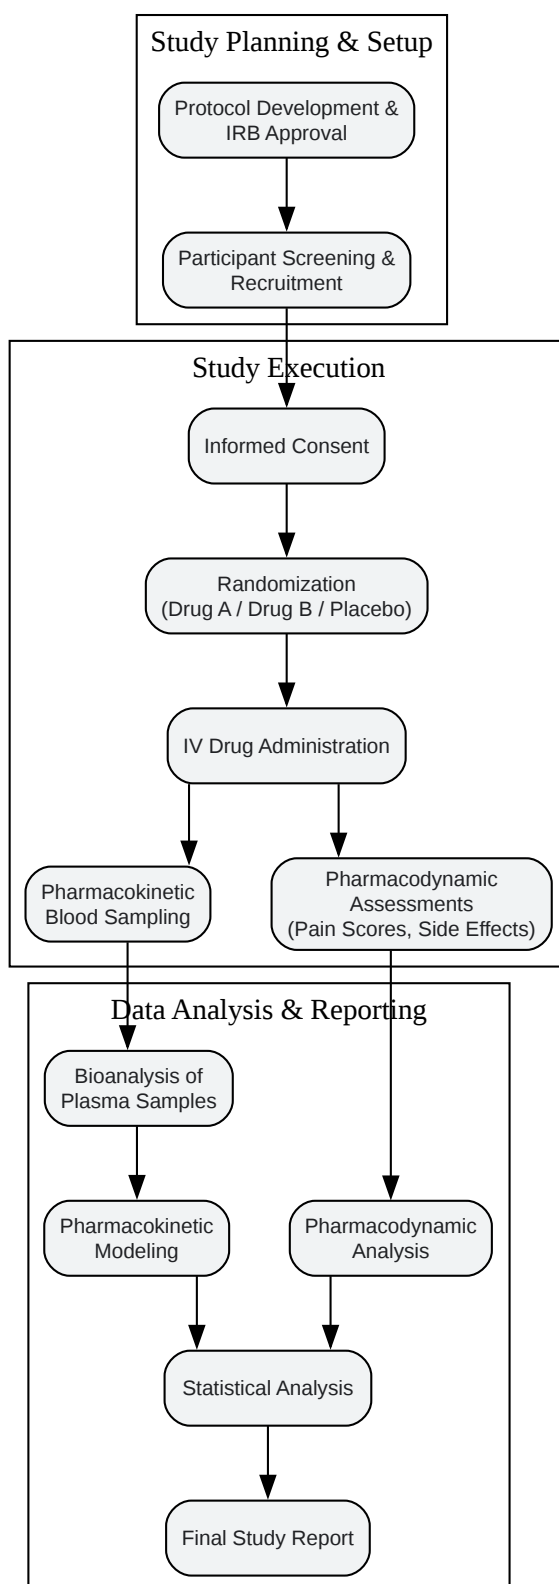 Study Planning & Setup
Protocol Development &
IRB Approval
Participant Screening &
Recruitment
Study Execution
Informed Consent
Randomization
(Drug A / Drug B / Placebo)
IV Drug Administration
Pharmacokinetic
Blood Sampling
Pharmacodynamic
Assessments
(Pain Scores, Side Effects)
Data Analysis & Reporting
Bioanalysis of
Plasma Samples
Pharmacokinetic
Modeling
Pharmacodynamic
Analysis
Statistical Analysis
Final Study Report